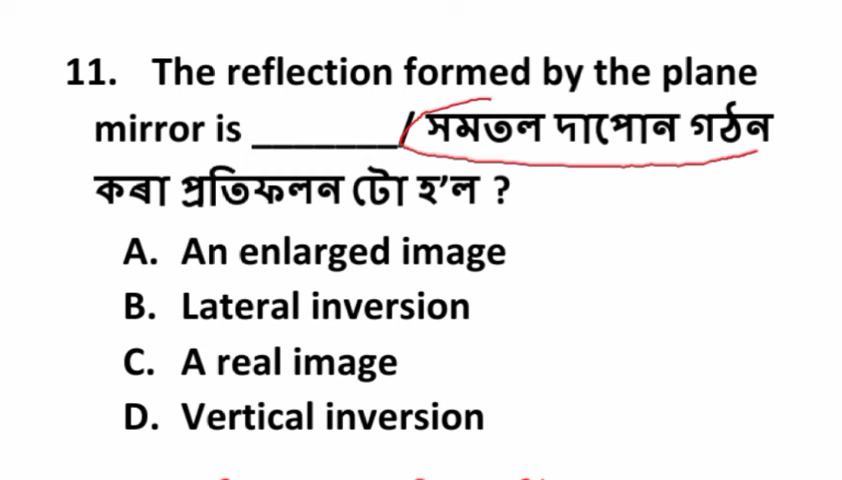 11. The reflection formed by the plane
mirror is ________/ সমতল দাপোন গঠন
কৰা প্ৰতিফলন টো হ’ল ?
A. An enlarged image
B. Lateral inversion
C. A real image
D. Vertical inversion